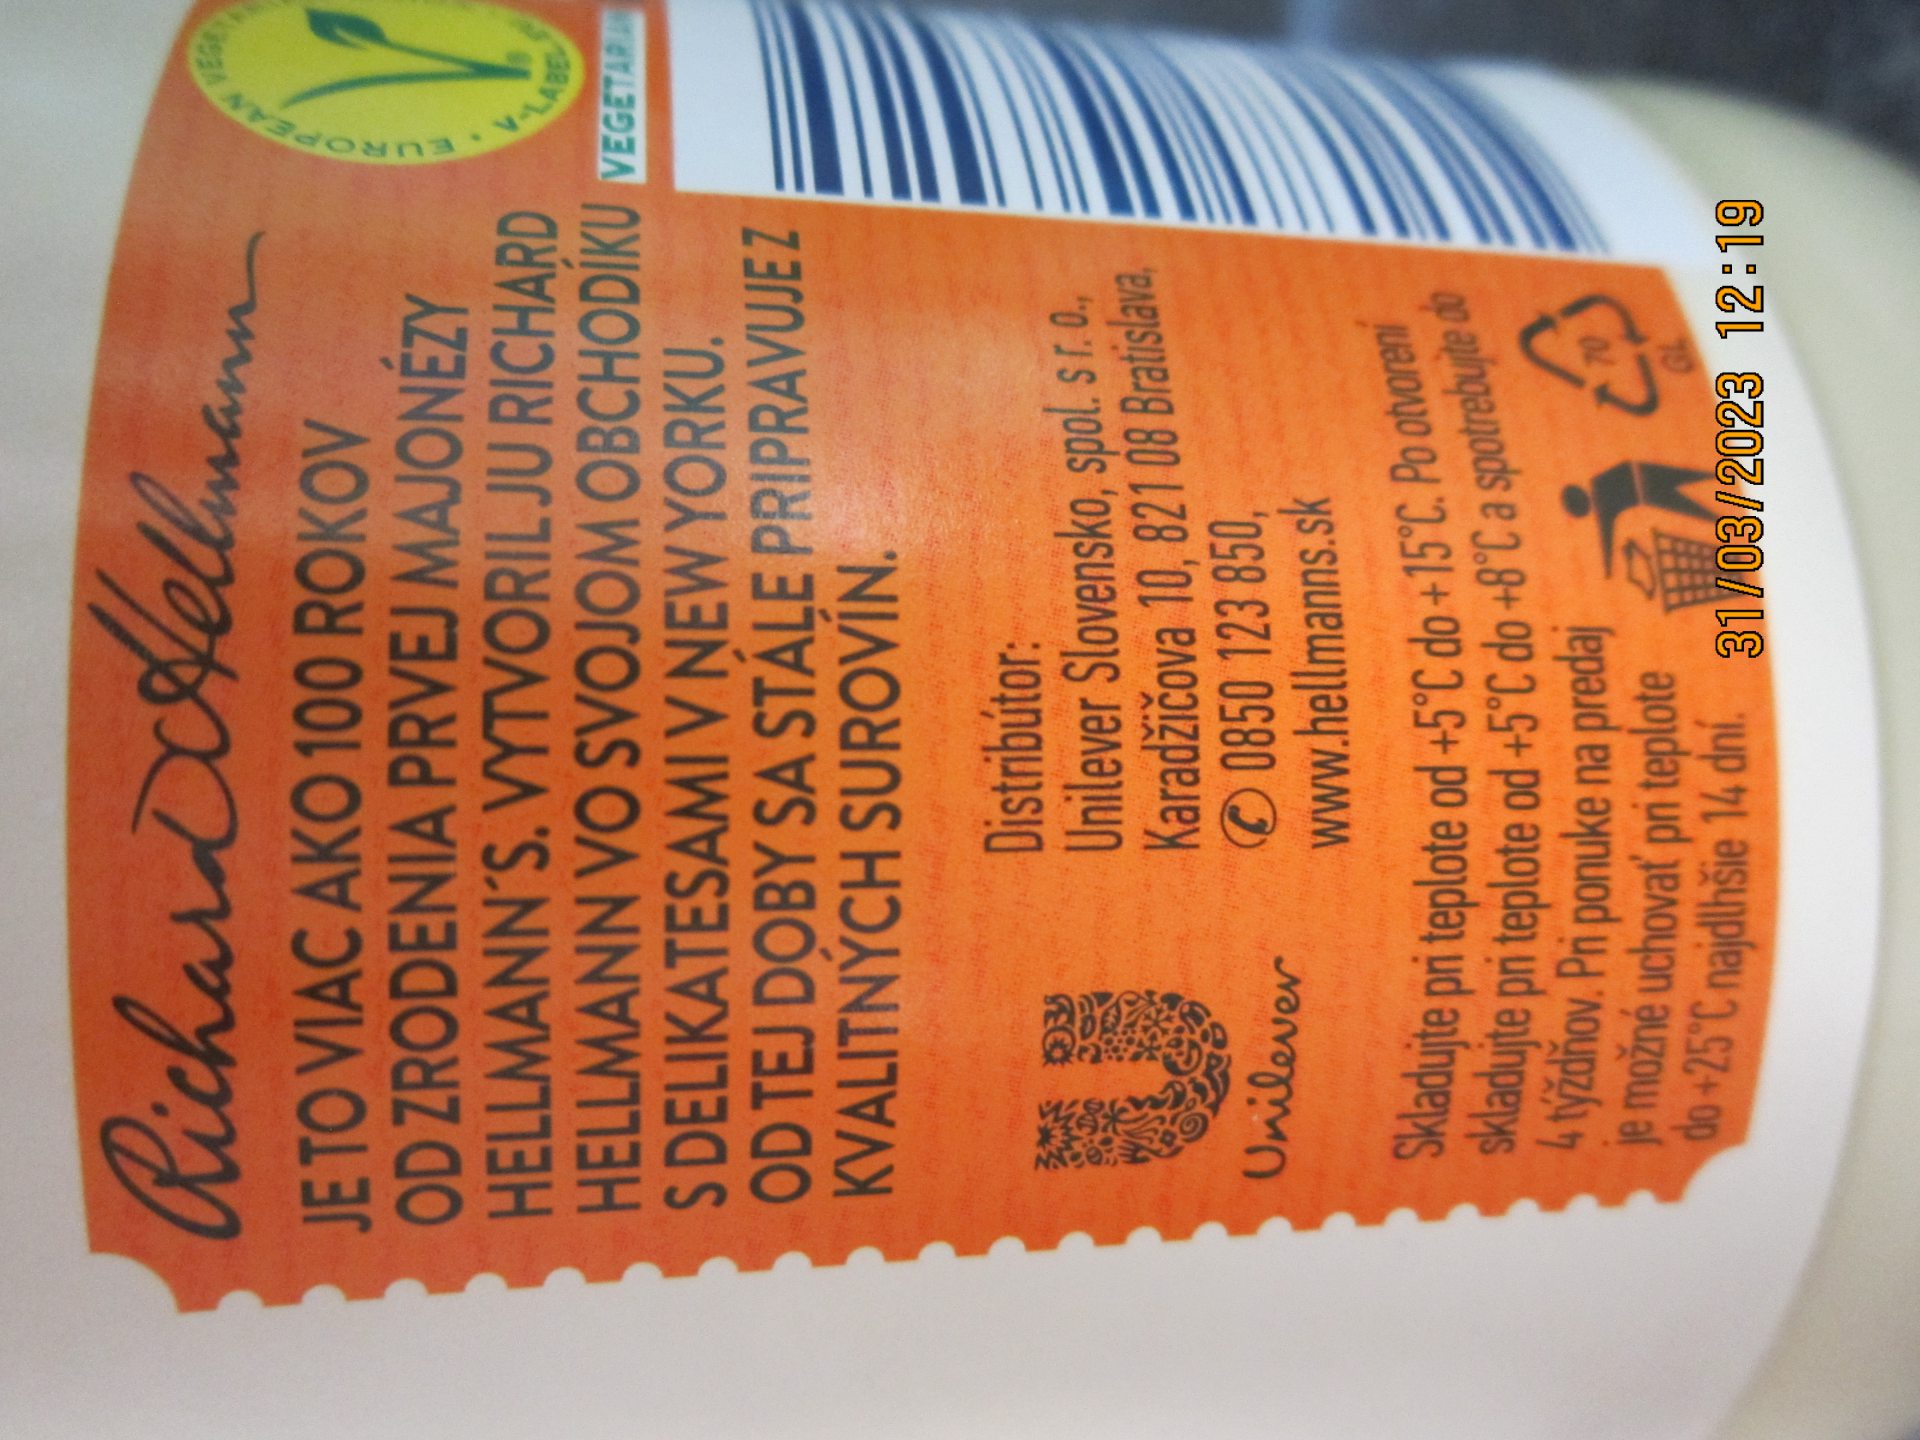 Richard Hellmann
JE TO VIAC AKO 100 ROKOV
OD ZRODENIA PRVEJ MAJONÉZY
HELLMANN´S. VYTVORIL JU RICHARD
HELLMANN VO SVOJOM OBCHODÍKU
S DELIKATESAMI V NEW YORKU.
OD TEJ DOBY SA STÁLE PRIPRAVUJE Z
KVALITNÝCH SUROVÍN.
EUROPEAN VEGETARIAN
V-LABEL
VEGETARIAN
Distribútor:
Unilever Slovensko, spol. s r. o.,
Karadžičova 10, 821 08 Bratislava,
0850 123 850,
www.hellmanns.sk
Unilever
Skladujte pri teplote od +5°C do +15°C. Po otvorení
skladujte pri teplote od +5°C do +8°C a spotrebujte do
4 týždňov. Pri ponuke na predaj
je možné uchovať pri teplote
do +25°C najdlhšie 14 dní.
70
GL
31/03/2023 12:19